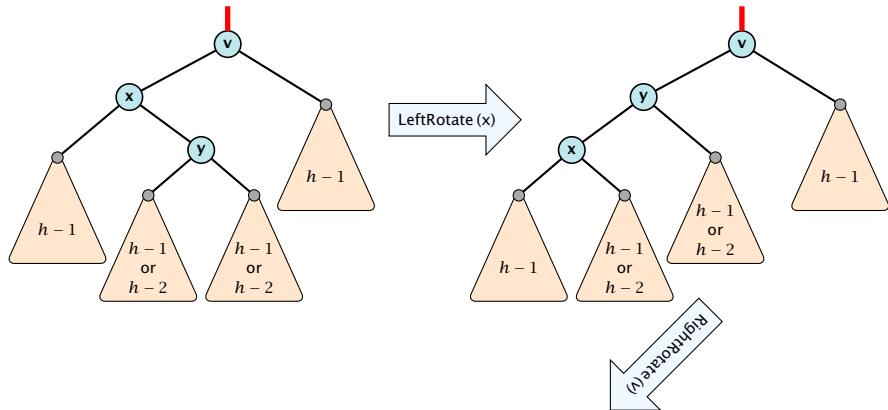 v
x
y
h − 1
h − 1
or
h − 2
h − 1
or
h − 2
h − 1
LeftRotate(x)
v
y
x
h − 1
h − 1
or
h − 2
h − 1
or
h − 2
h − 1
RightRotate(v)